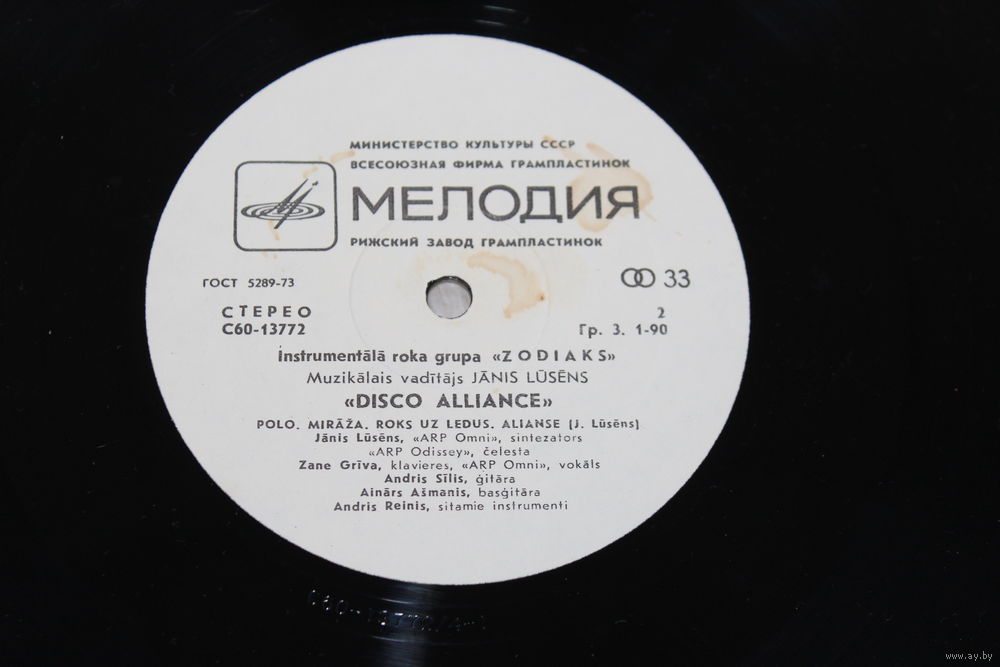 МИНИСТЕРСТВО КУЛЬТУРЫ СССР
ВСЕСОЮЗНАЯ ФИРМА ГРАМПЛАСТИНОК
МЕЛОДИЯ
РИЖСКИЙ ЗАВОД ГРАМПЛАСТИНОК
ГОСТ 5289-73
33
СТЕРЕО
2
С60-13772
Гр. 3. 1-90
Instrumentālā roka grupa «ZODIAKS»
Muzikālais vadītājs JĀNIS LŪSĒNS
«DISCO ALLIANCE»
POLO. MIRĀŽA. ROKS UZ LEDUS. ALIANSE (J. Lūsēns)
Jānis Lūsēns, «ARP Omni», sintezators
«ARP Odissey», čelesta
Zane Grīva, klavieres, «ARP Omni», vokāls
Andris Sīlis, ģitāra
Ainārs Ašmanis, basģitāra
Andris Reinis, sitamie instrumenti
www.ay.by